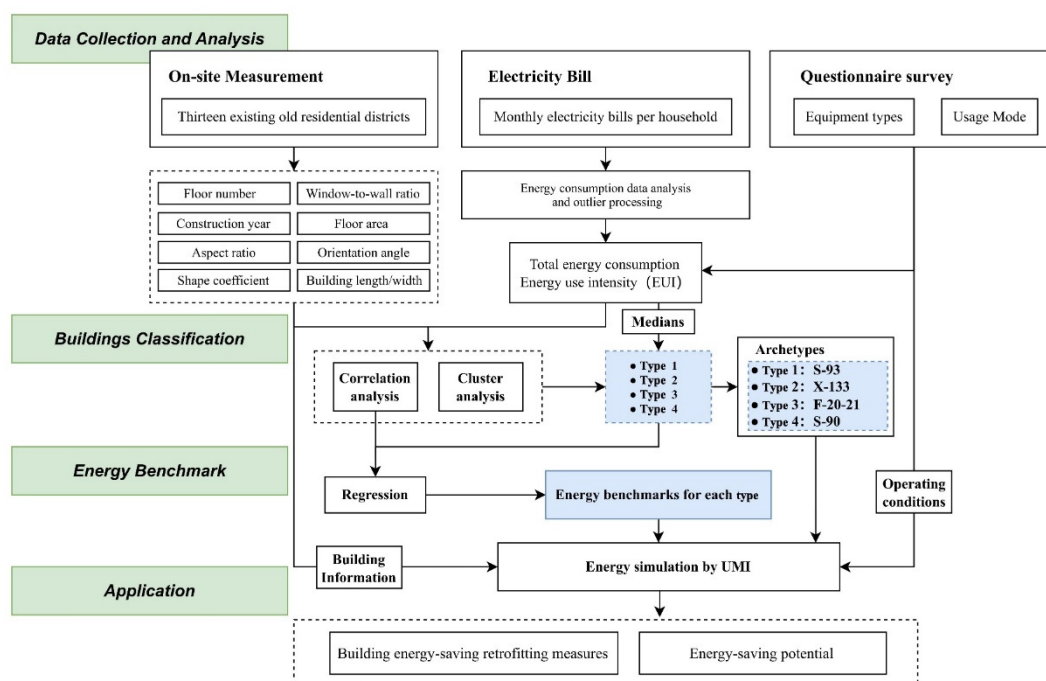 Data Collection and Analysis
On-site Measurement
Thirteen existing old residential districts
Electricity Bill
Monthly electricity bills per household
Questionnaire survey
Equipment types
Usage Mode
Floor number
Window-to-wall ratio
Construction year
Floor area
Aspect ratio
Orientation angle
Shape coefficient
Building length/width
Energy consumption data analysis
and outlier processing
Total energy consumption
Energy use intensity（EUI）
Buildings Classification
Medians
Correlation
analysis
Cluster
analysis
● Type 1
● Type 2
● Type 3
● Type 4
Archetypes
● Type 1：S-93
● Type 2：X-133
● Type 3：F-20-21
● Type 4：S-90
Energy Benchmark
Regression
Energy benchmarks for each type
Operating
conditions
Application
Building
Information
Energy simulation by UMI
Building energy-saving retrofitting measures
Energy-saving potential